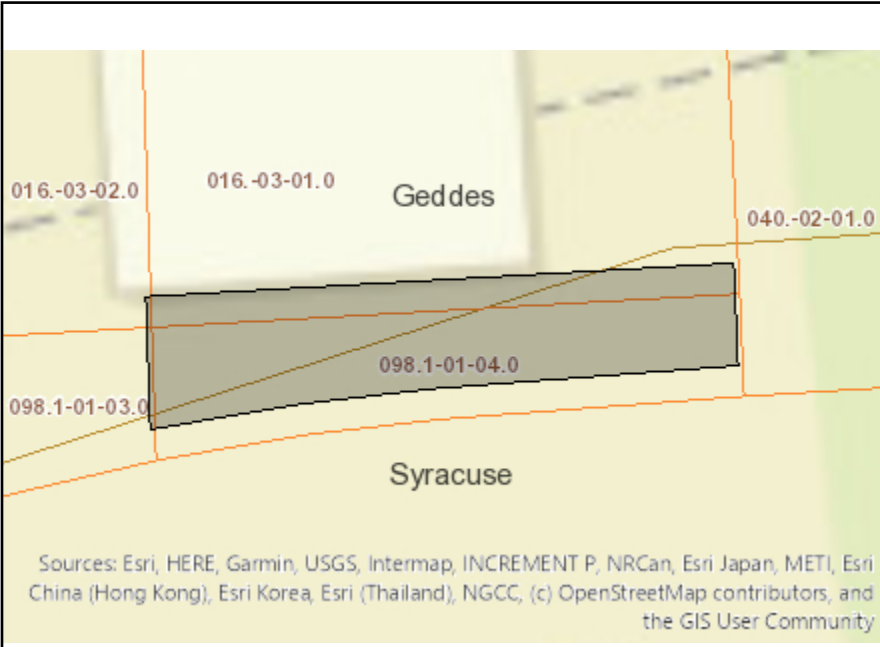 016.-03-02.0
016.-03-01.0
Geddes
040.-02-01.0
098.1-01-04.0
098.1-01-03.0
Syracuse
Sources: Esri, HERE, Garmin, USGS, Intermap, INCREMENT P, NRCan, Esri Japan, METI, Esri
China (Hong Kong), Esri Korea, Esri (Thailand), NGCC, (c) OpenStreetMap contributors, and
the GIS User Community